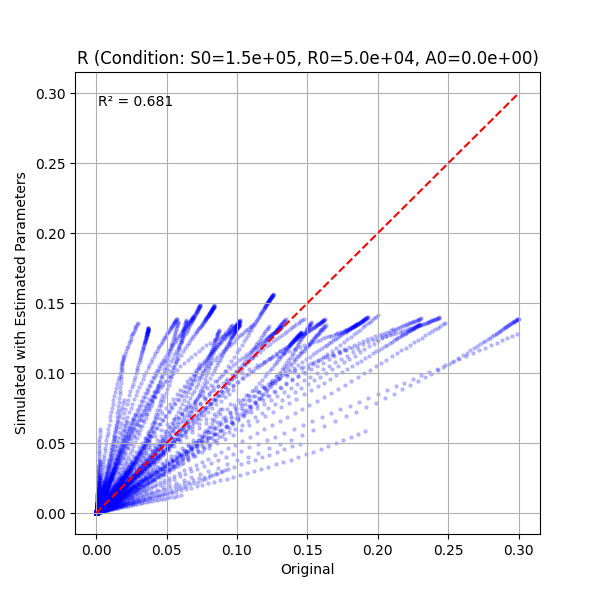 R (Condition: S0=1.5e+05, R0=5.0e+04, A0=0.0e+00)
R² = 0.681
0.30
0.25
0.20
0.15
0.10
0.05
0.00
Simulated with Estimated Parameters
0.00 0.05 0.10 0.15 0.20 0.25 0.30
Original